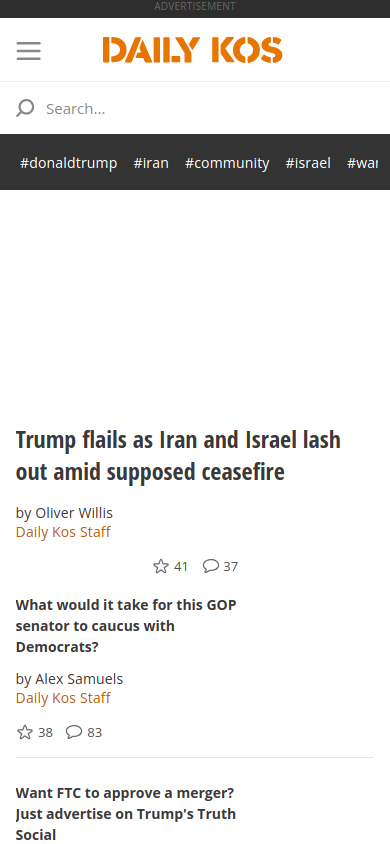 ADVERTISEMENT
DAILY KOS
Search...
#donaldtrump #iran #community #israel #war
Trump flails as Iran and Israel lash
out amid supposed ceasefire
by Oliver Willis
Daily Kos Staff
41 37
What would it take for this GOP
senator to caucus with
Democrats?
by Alex Samuels
Daily Kos Staff
38 83
Want FTC to approve a merger?
Just advertise on Trump's Truth
Social